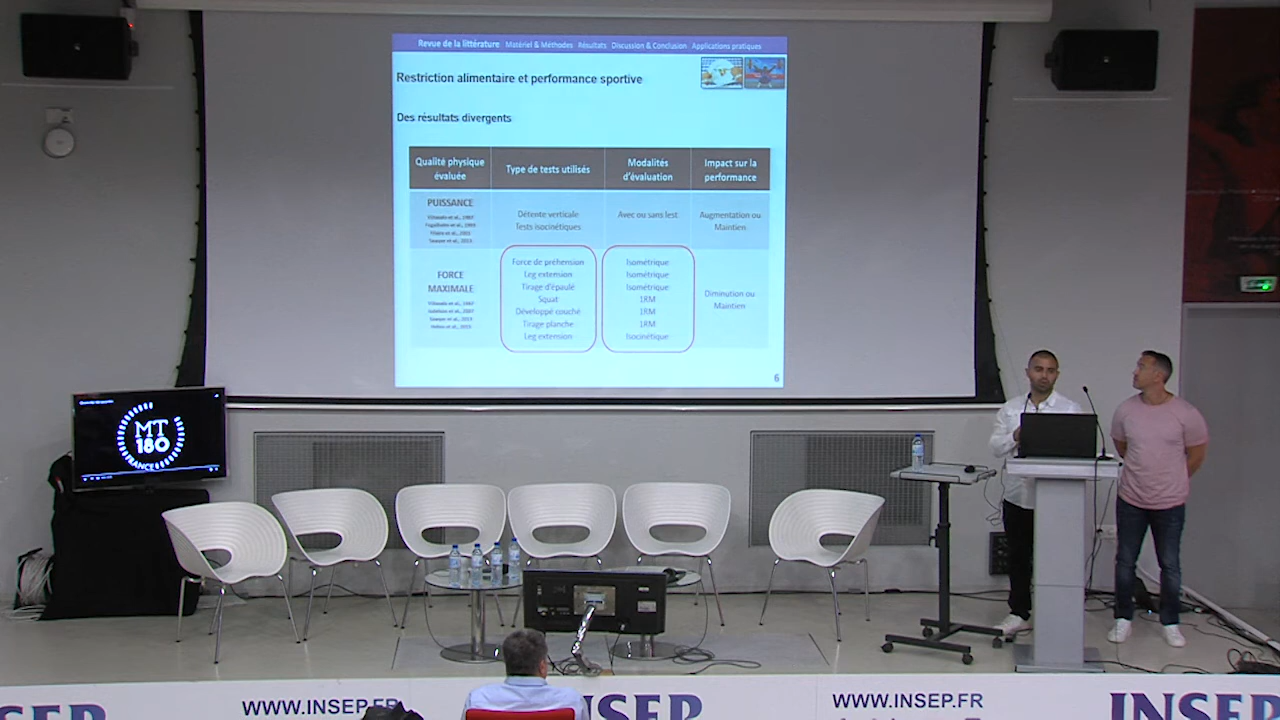 Revue de la littérature Matériel & Méthodes Résultats Discussion & Conclusion Applications pratiques
Restriction alimentaire et performance sportive
Des résultats divergents
Qualité physique évaluée
Type de tests utilisés
Modalités d'évaluation
Impact sur la performance
PUISSANCE
Détente verticale
Tests isocinétiques
Avec ou sans lest
Augmentation ou
Maintien
FORCE
MAXIMALE
Force de préhension
Leg extension
Tirage d'épaulé
Squat
Développé couché
Tirage planche
Leg extension
Isométrique
Isométrique
Isométrique
1RM
1RM
1RM
Isocinétique
Diminution ou
Maintien
6
MT
180
FRANCE
WWW.INSEP.FR
INSEP
WWW.INSEP.FR
INSEP